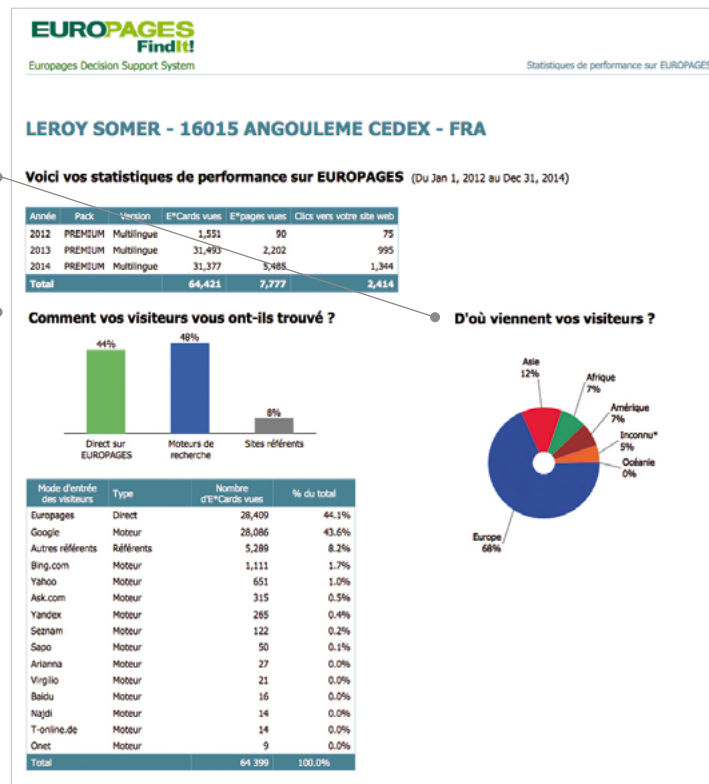 EUROPAGES
FindIt!
Europages Decision Support System
Statistiques de performance sur EUROPAGES
LEROY SOMER - 16015 ANGOULEME CEDEX - FRA
Voici vos statistiques de performance sur EUROPAGES (Du Jan 1, 2012 au Dec 31, 2014)
Année Pack Version E*Cards vues E*pages vues Clics vers votre site web
2012 PREMIUM Multilingue 1,551 90 75
2013 PREMIUM Multilingue 31,493 2,202 995
2014 PREMIUM Multilingue 31,377 5,485 1,344
Total 64,421 7,777 2,414
Comment vos visiteurs vous ont-ils trouvé ?
44%
48%
8%
Direct sur EUROPAGES
Moteurs de recherche
Sites référents
D'où viennent vos visiteurs ?
Asie
12%
Afrique
7%
Amérique
7%
Inconnu*
5%
Océanie
0%
Europe
68%
Mode d'entrée des visiteurs Type Nombre d'E*Cards vues % du total
Europages Direct 28,409 44.1%
Google Moteur 28,086 43.6%
Autres référents Référents 5,289 8.2%
Bing.com Moteur 1,111 1.7%
Yahoo Moteur 651 1.0%
Ask.com Moteur 315 0.5%
Yandex Moteur 265 0.4%
Seznam Moteur 122 0.2%
Sapo Moteur 50 0.1%
Arianna Moteur 27 0.0%
Virgilio Moteur 21 0.0%
Baidu Moteur 16 0.0%
Najdi Moteur 14 0.0%
T-online.de Moteur 14 0.0%
Onet Moteur 9 0.0%
Total 64 399 100.0%